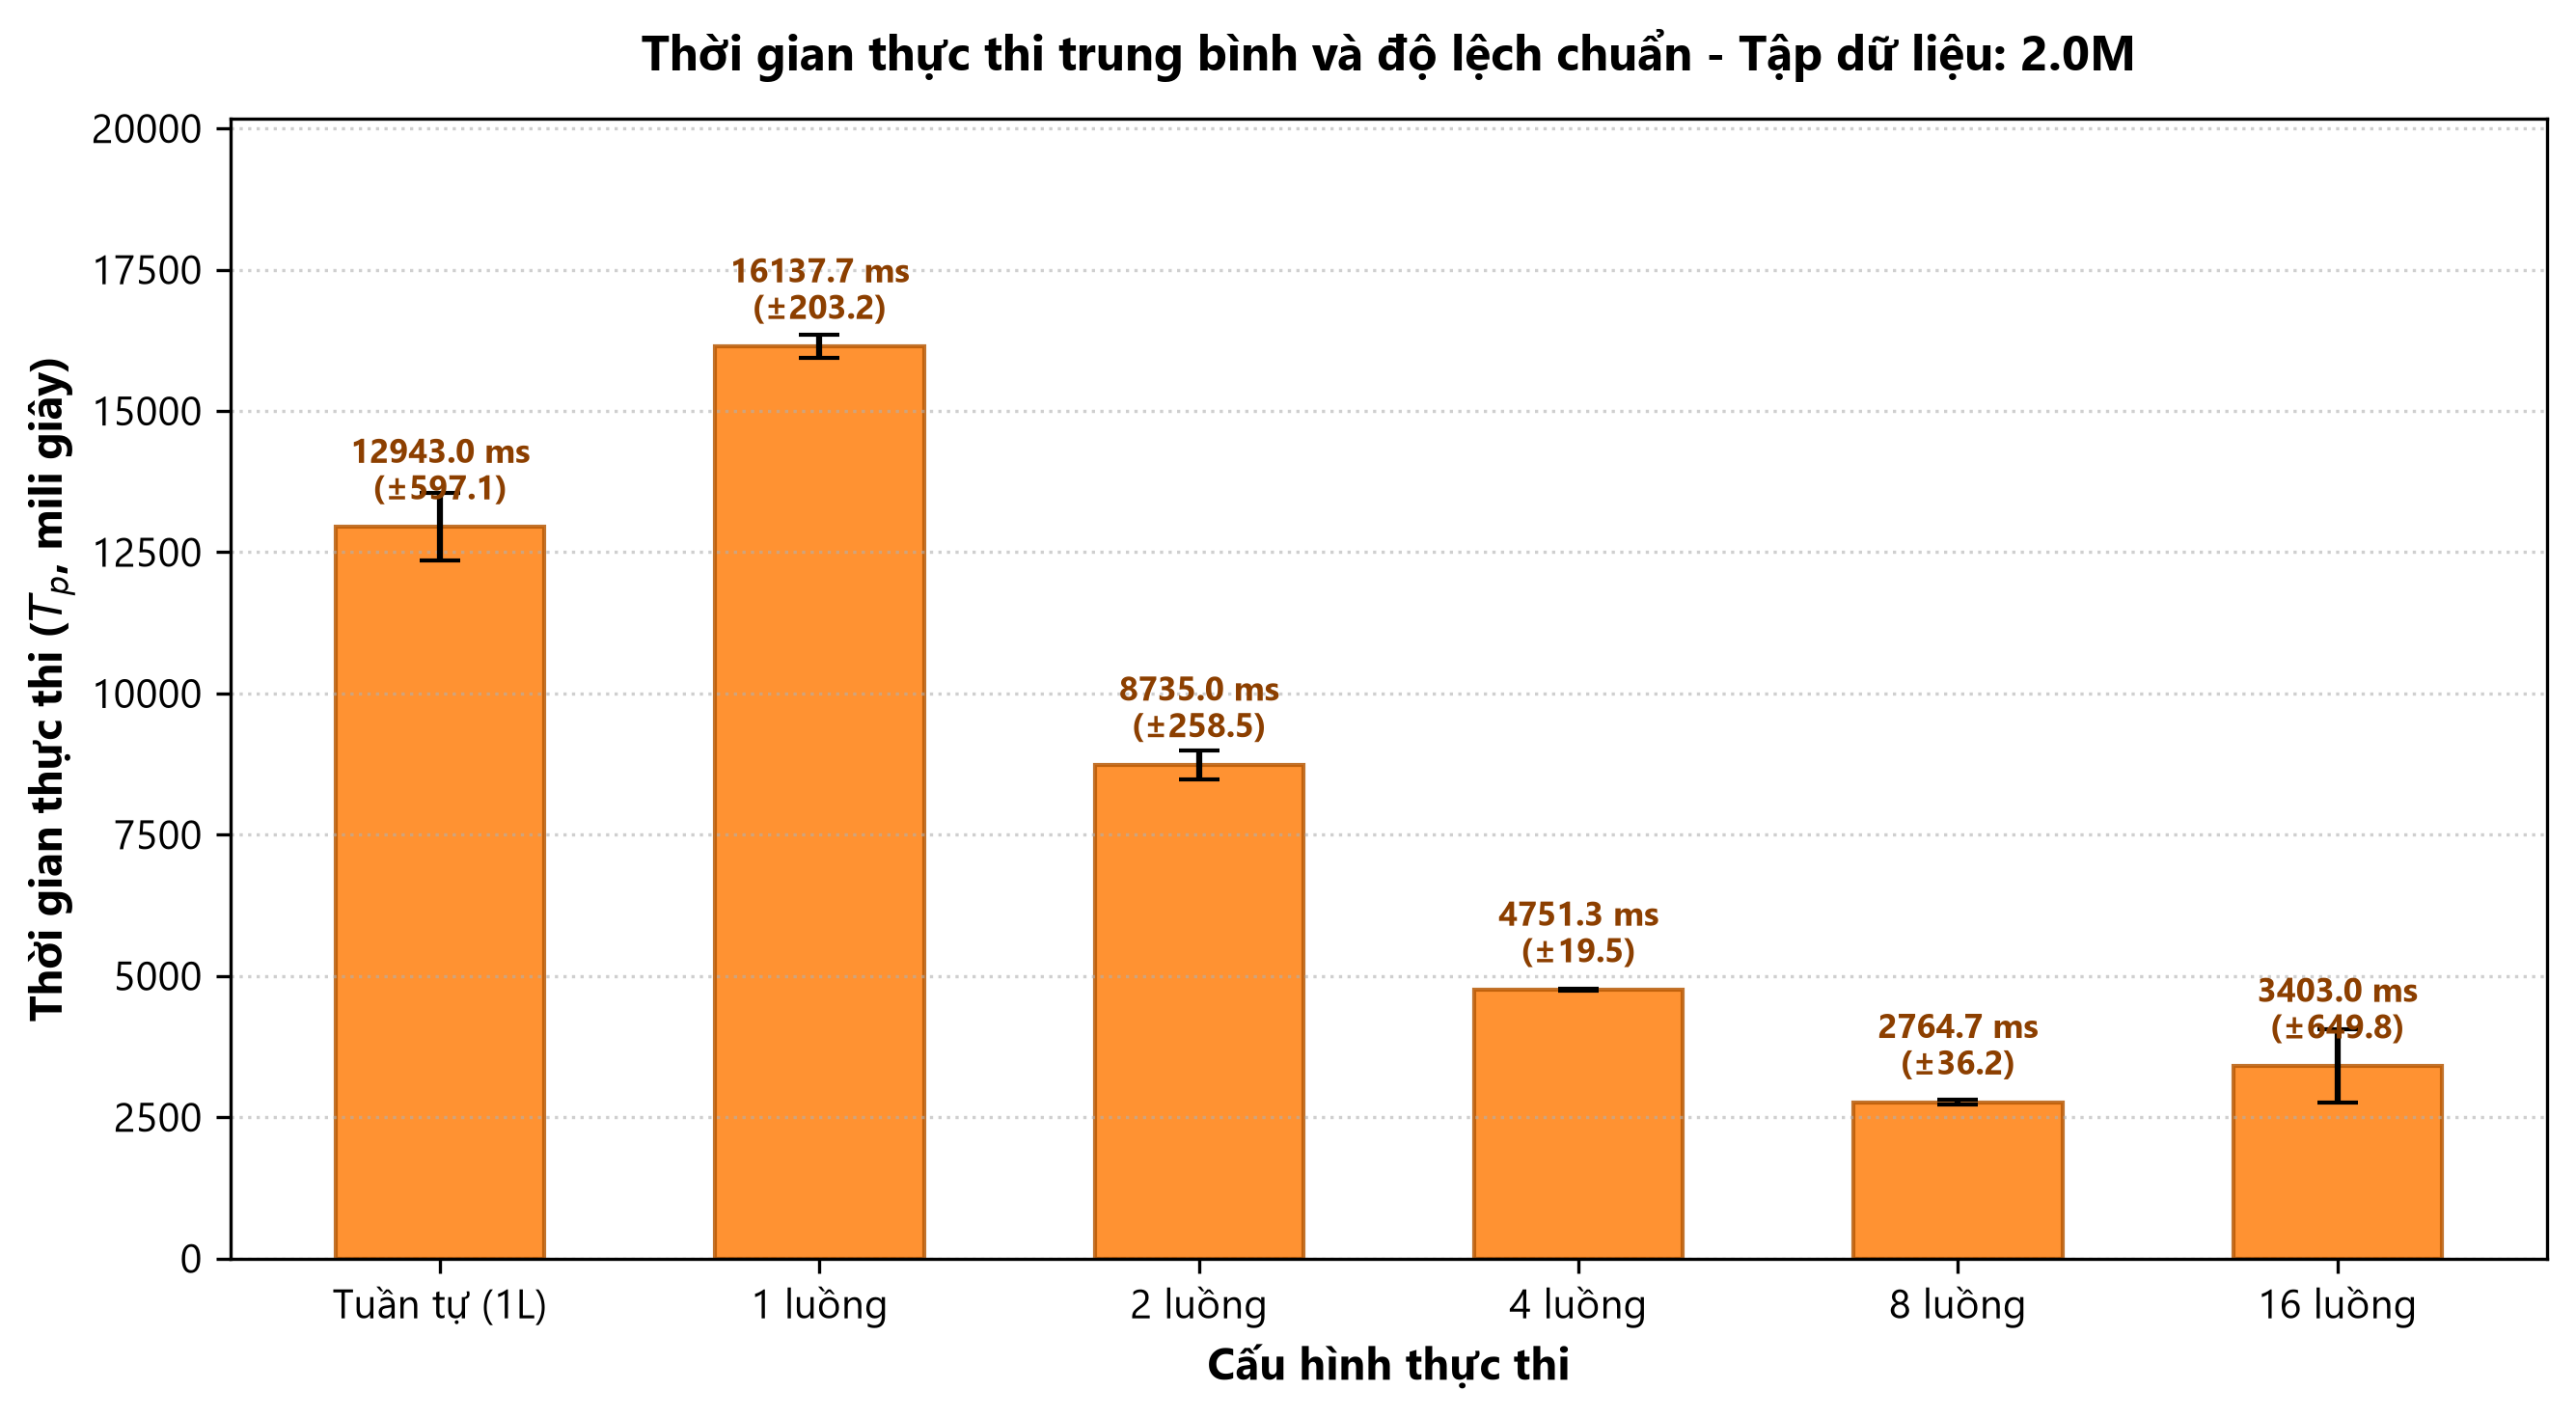 Thời gian thực thi trung bình và độ lệch chuẩn - Tập dữ liệu: 2.0M
Thời gian thực thi (Tp, mili giây)
20000
17500
15000
12500
10000
7500
5000
2500
0
12943.0 ms
(±597.1)
16137.7 ms
(±203.2)
8735.0 ms
(±258.5)
4751.3 ms
(±19.5)
2764.7 ms
(±36.2)
3403.0 ms
(±649.8)
Tuần tự (1L)
1 luồng
2 luồng
4 luồng
8 luồng
16 luồng
Cấu hình thực thi